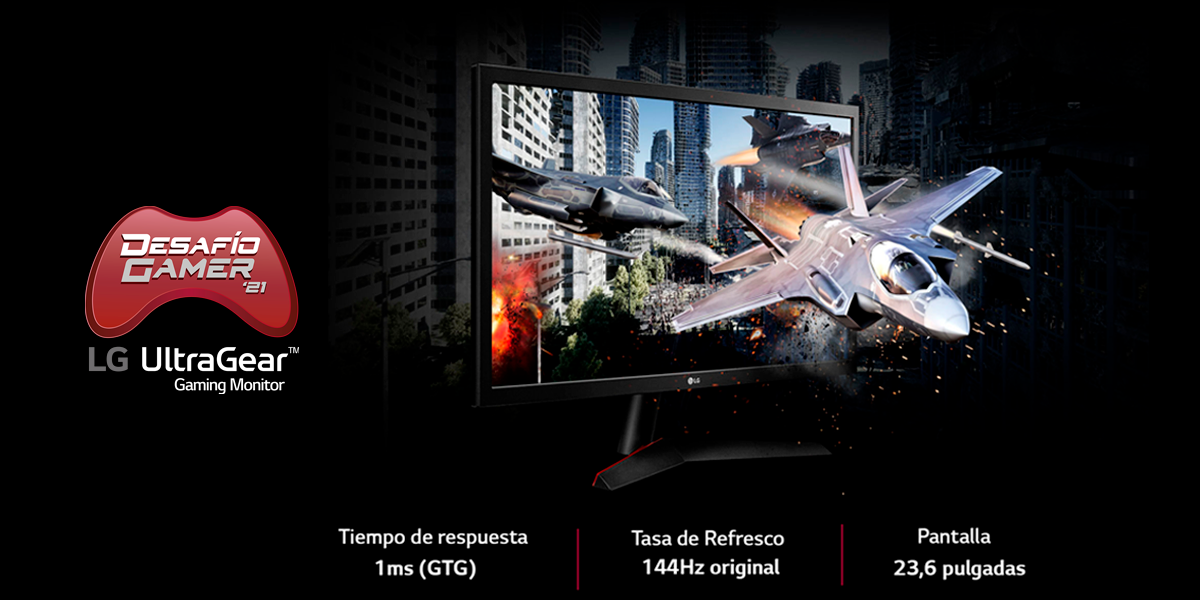 DESAFÍO
GAMER
'21
LG UltraGear™
Gaming Monitor
LG
Tiempo de respuesta
1ms (GTG)
Tasa de Refresco
144Hz original
Pantalla
23,6 pulgadas